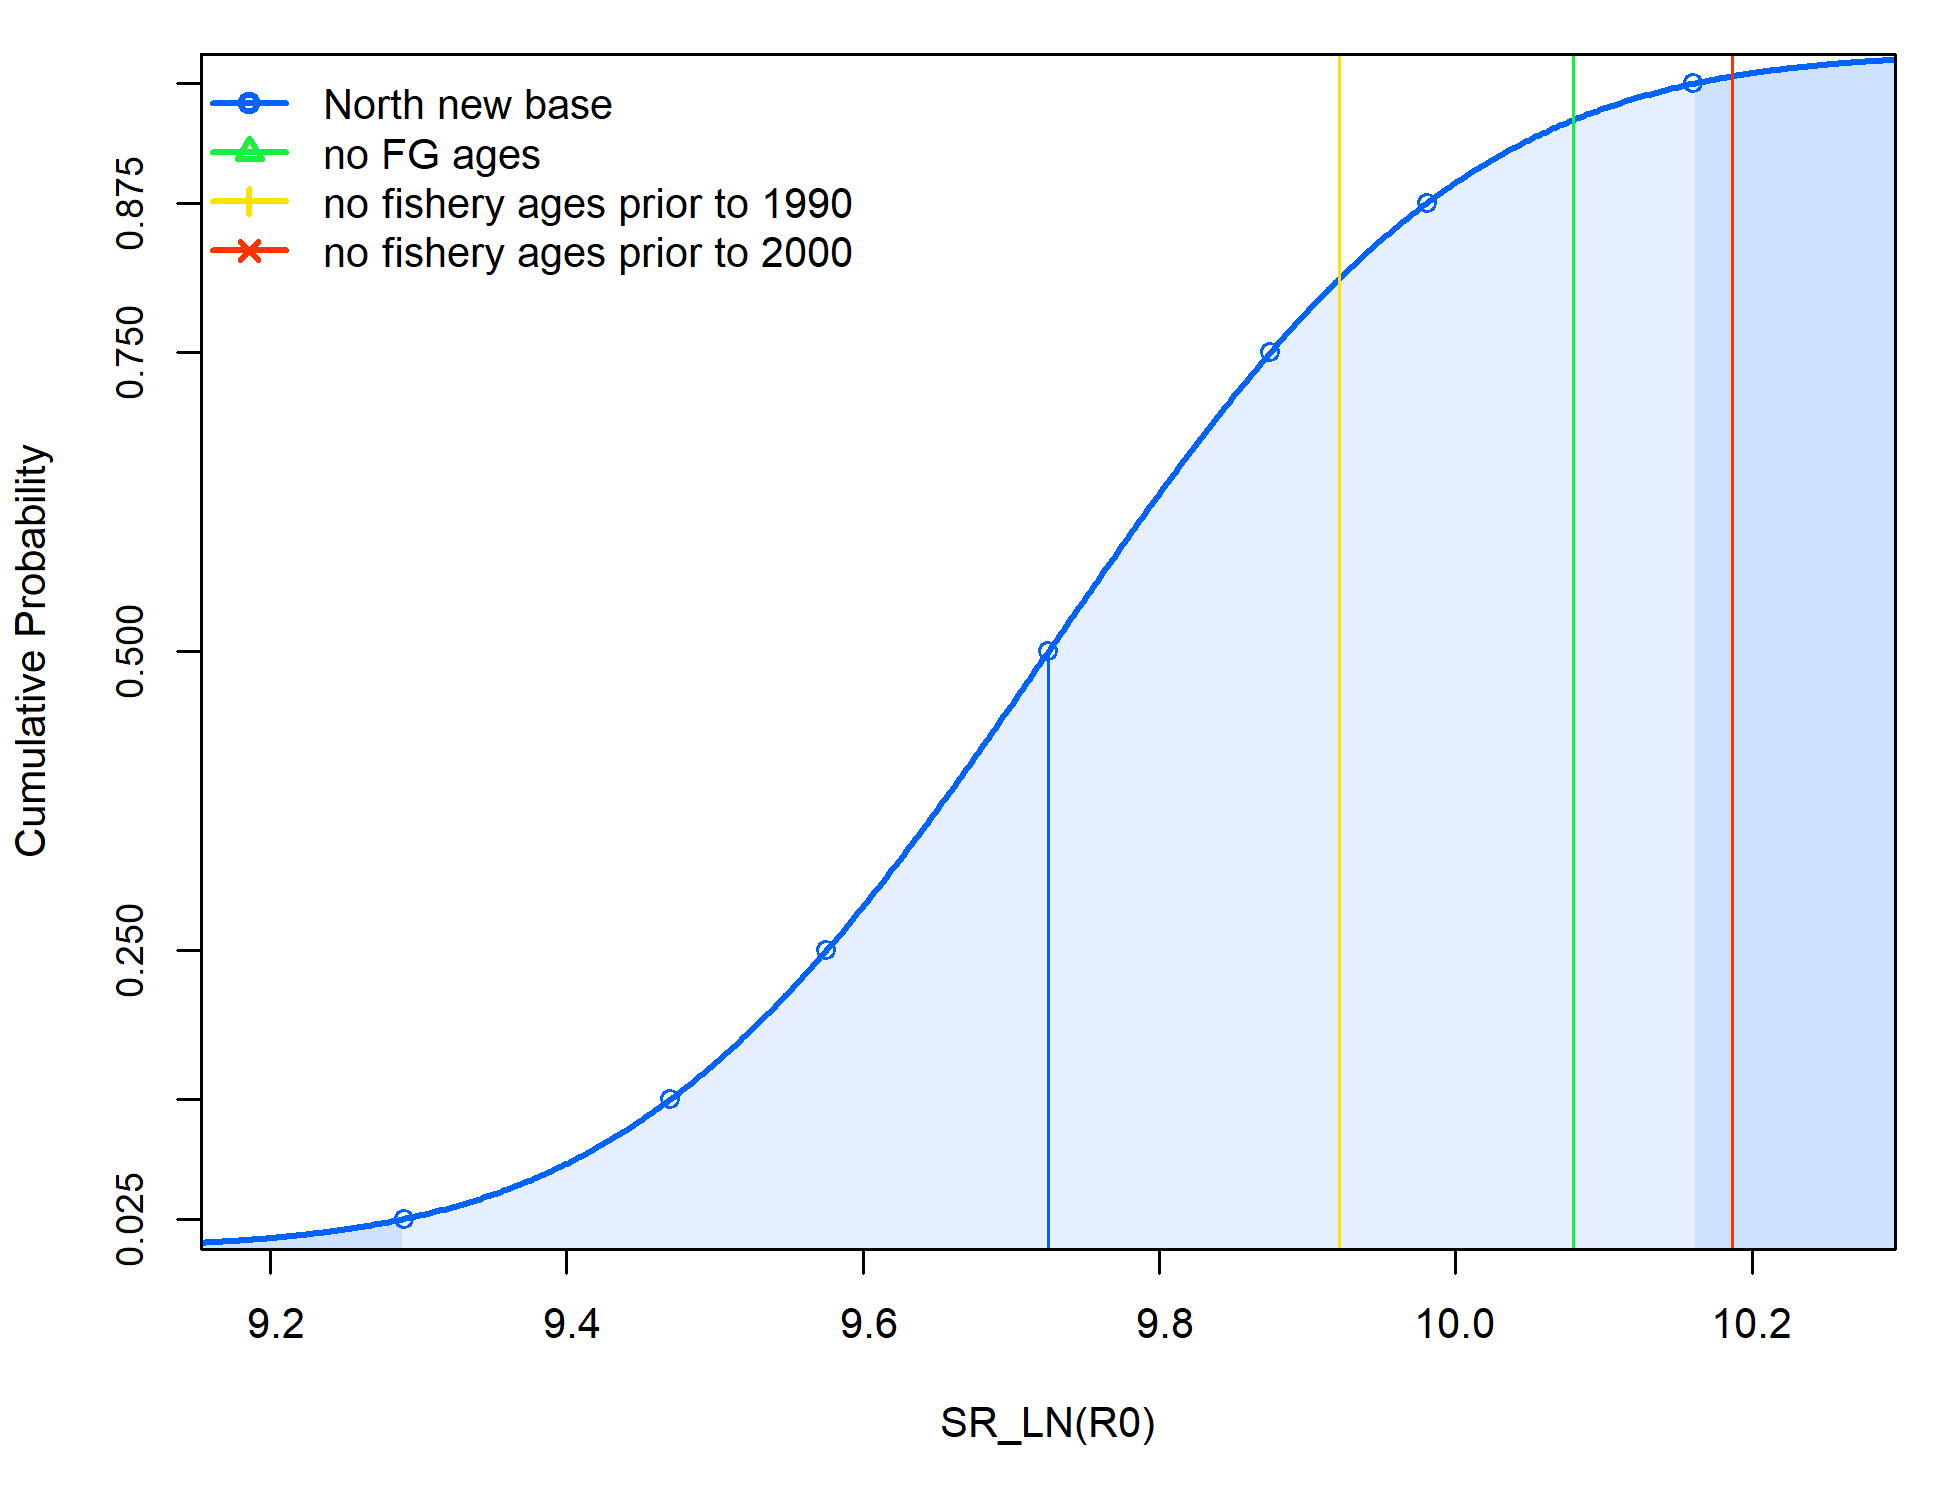 North new base
no FG ages
no fishery ages prior to 1990
no fishery ages prior to 2000
Cumulative Probability
0.875
0.750
0.500
0.250
0.025
9.2 9.4 9.6 9.8 10.0 10.2
SR_LN(R0)